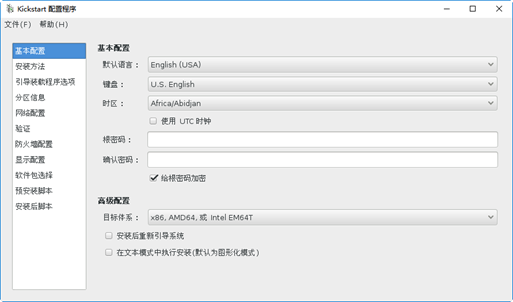 Kickstart 配置程序
文件(F) 帮助(H)
基本配置
安装方法
引导装载程序选项
分区信息
网络配置
验证
防火墙配置
显示配置
软件包选择
预安装脚本
安装后脚本
基本配置
默认语言： English (USA)
键盘： U.S. English
时区： Africa/Abidjan
使用 UTC 时钟
根密码：
确认密码：
给根密码加密
高级配置
目标体系： x86, AMD64, 或 Intel EM64T
安装后重新引导系统
在文本模式中执行安装(默认为图形化模式)